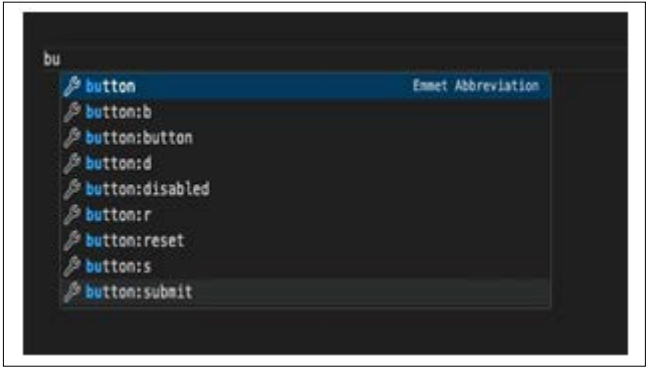 bu
button Emmet Abbreviation
button:b
button:button
button:d
button:disabled
button:r
button:reset
button:s
button:submit